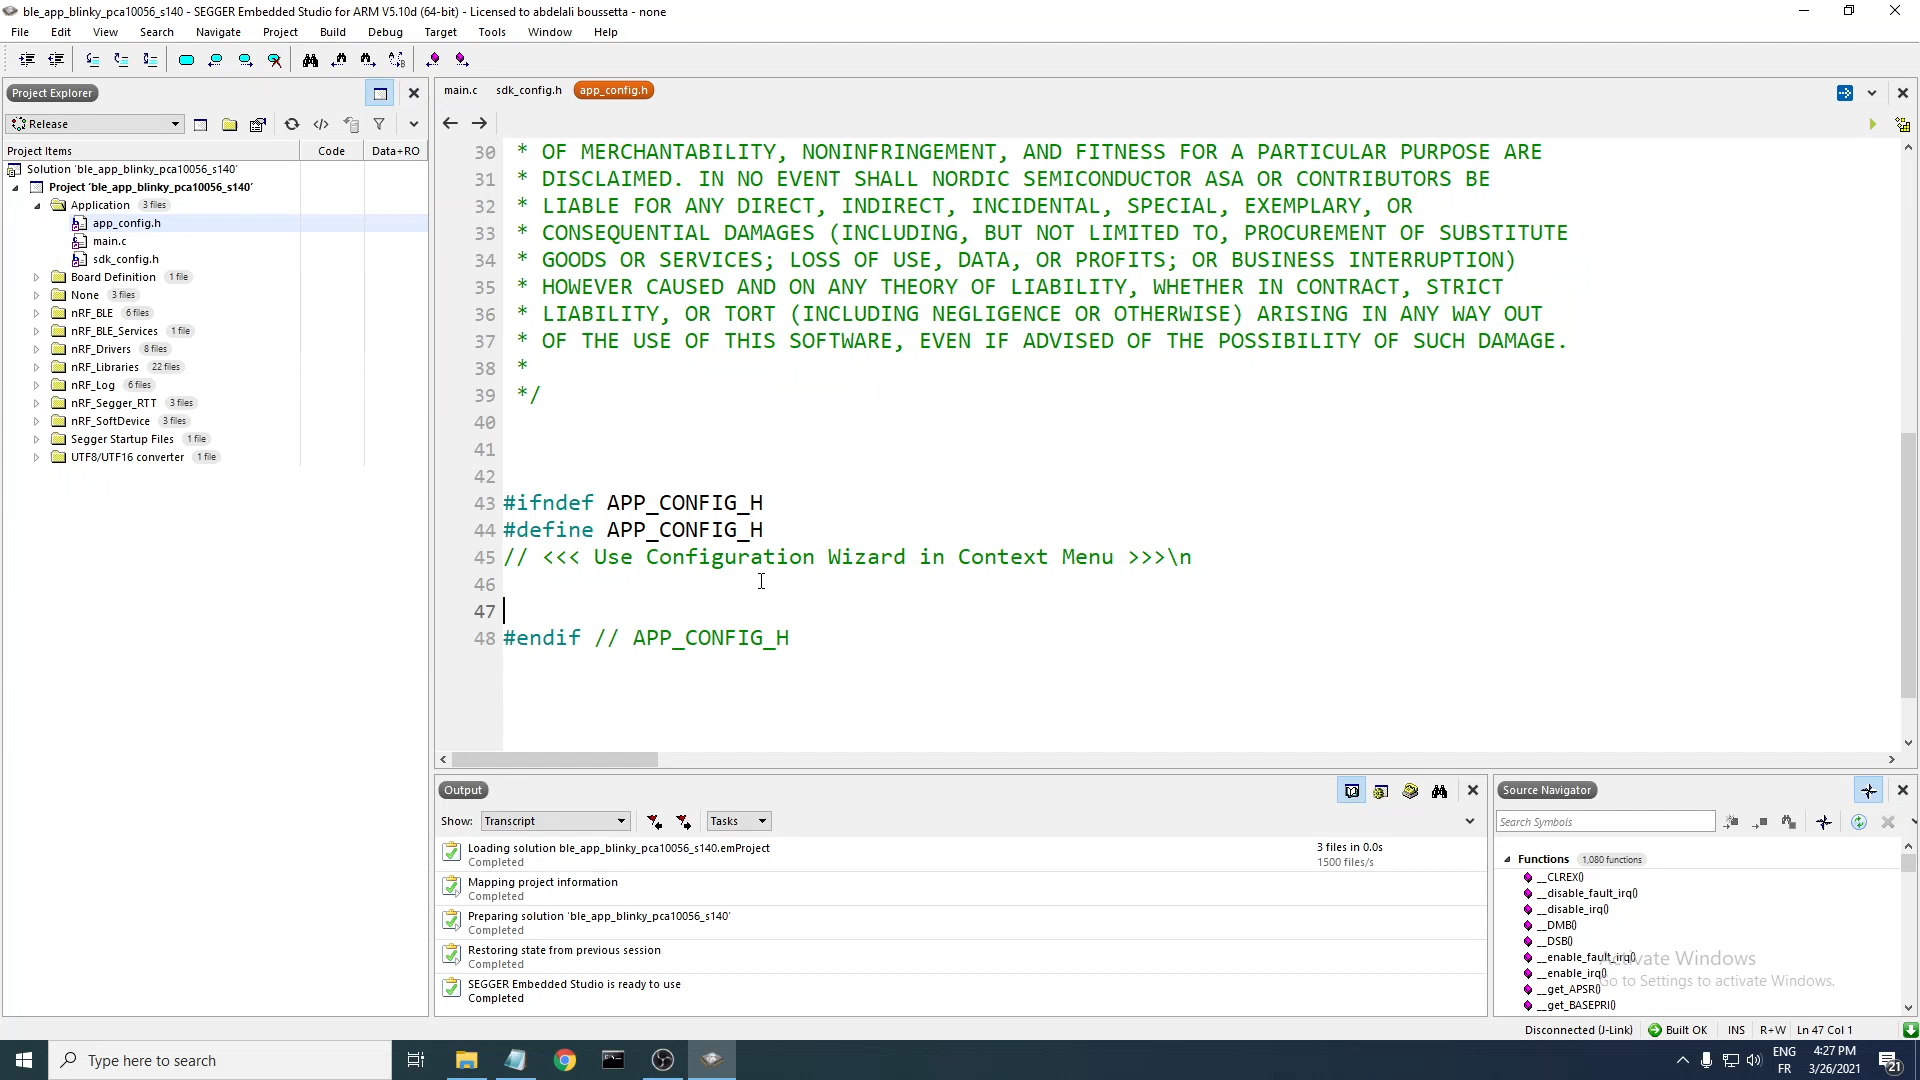 ble_app_blinky_pca10056_s140 - SEGGER Embedded Studio for ARM V5.10d (64-bit) - Licensed to abdelali boussetta - none
File Edit View Search Navigate Project Build Debug Target Tools Window Help
Project Explorer
Release
Project Items Code Data+RO
Solution 'ble_app_blinky_pca10056_s140'
Project 'ble_app_blinky_pca10056_s140'
Application 3 files
app_config.h
main.c
sdk_config.h
Board Definition 1 file
None 3 files
nRF_BLE 6 files
nRF_BLE_Services 1 file
nRF_Drivers 8 files
nRF_Libraries 22 files
nRF_Log 6 files
nRF_Segger_RTT 3 files
nRF_SoftDevice 3 files
Segger Startup Files 1 file
UTF8/UTF16 converter 1 file
main.c sdk_config.h app_config.h
30 * OF MERCHANTABILITY, NONINFRINGEMENT, AND FITNESS FOR A PARTICULAR PURPOSE ARE
31 * DISCLAIMED. IN NO EVENT SHALL NORDIC SEMICONDUCTOR ASA OR CONTRIBUTORS BE
32 * LIABLE FOR ANY DIRECT, INDIRECT, INCIDENTAL, SPECIAL, EXEMPLARY, OR
33 * CONSEQUENTIAL DAMAGES (INCLUDING, BUT NOT LIMITED TO, PROCUREMENT OF SUBSTITUTE
34 * GOODS OR SERVICES; LOSS OF USE, DATA, OR PROFITS; OR BUSINESS INTERRUPTION)
35 * HOWEVER CAUSED AND ON ANY THEORY OF LIABILITY, WHETHER IN CONTRACT, STRICT
36 * LIABILITY, OR TORT (INCLUDING NEGLIGENCE OR OTHERWISE) ARISING IN ANY WAY OUT
37 * OF THE USE OF THIS SOFTWARE, EVEN IF ADVISED OF THE POSSIBILITY OF SUCH DAMAGE.
38 *
39 */
40
41
42
43 #ifndef APP_CONFIG_H
44 #define APP_CONFIG_H
45 // <<< Use Configuration Wizard in Context Menu >>>\n
46
47
48 #endif // APP_CONFIG_H
Output
Show: Transcript Tasks
Loading solution ble_app_blinky_pca10056_s140.emProject 3 files in 0.0s
Completed 1500 files/s
Mapping project information
Completed
Preparing solution 'ble_app_blinky_pca10056_s140'
Completed
Restoring state from previous session
Completed
SEGGER Embedded Studio is ready to use
Completed
Source Navigator
Search Symbols
Functions 1,080 functions
__CLREX()
__disable_fault_irq()
__disable_irq()
__DMB()
__DSB()
__enable_fault_irq()
__enable_irq()
__get_APSR()
__get_BASEPRI()
Activate Windows
Go to Settings to activate Windows.
Disconnected (J-Link) Built OK INS R+W Ln 47 Col 1
Type here to search
ENG
FR
4:27 PM
3/26/2021
21